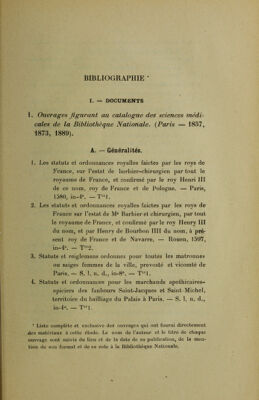 BIBLIOGRAPHIE *
I. — DOCUMENTS
1. Ouvrages figurant au catalogue des sciences médi-
cales de la Bibliothèque Nationale. (Paris — 1857,
1873, 1889).
A. — Généralités.
1. Les statuts et ordonnances royalles faictes par les roys de
France, sur l'estat de barbier-chirurgien par tout le
royaume de France, et confirmé par le roy Henri III
de ce nom, roy de France et de Pologne. — Paris,
1580, in-4°. — T¹⁸1.
2. Les statuts et ordonnances royalles faictes par les roys de
France sur l'estat de Mᵉ Barbier et chirurgien, par tout
le royaume de France, et confirmé par le roy Henry III
du nom, et par Henry de Bourbon IIII du nom, à pré-
sent roy de France et de Navarre. — Rouen, 1597,
in-4°. — T¹⁸2.
3. Statuts et règlemens ordonnés pour toutes les matronnes
ou saiges femmes de la ville, prevosté et vicomté de
Paris. — S. l. n. d., in-8°. — T¹⁸1.
4. Statuts et ordonnances pour les marchands apothicaires-
épiciers des faubours Saint-Jacques et Saint Michel,
territoire du bailliage du Palais à Paris. — S. l. n. d.,
in-4°. — T¹⁸1.
* Liste complète et exclusive des ouvrages qui ont fourni directement
des matériaux à cette étude. Le nom de l'auteur et le titre de chaque
ouvrage sont suivis du lieu et de la date de sa publication, de la men-
tion de son format et de sa cote à la Bibliothèque Nationale.